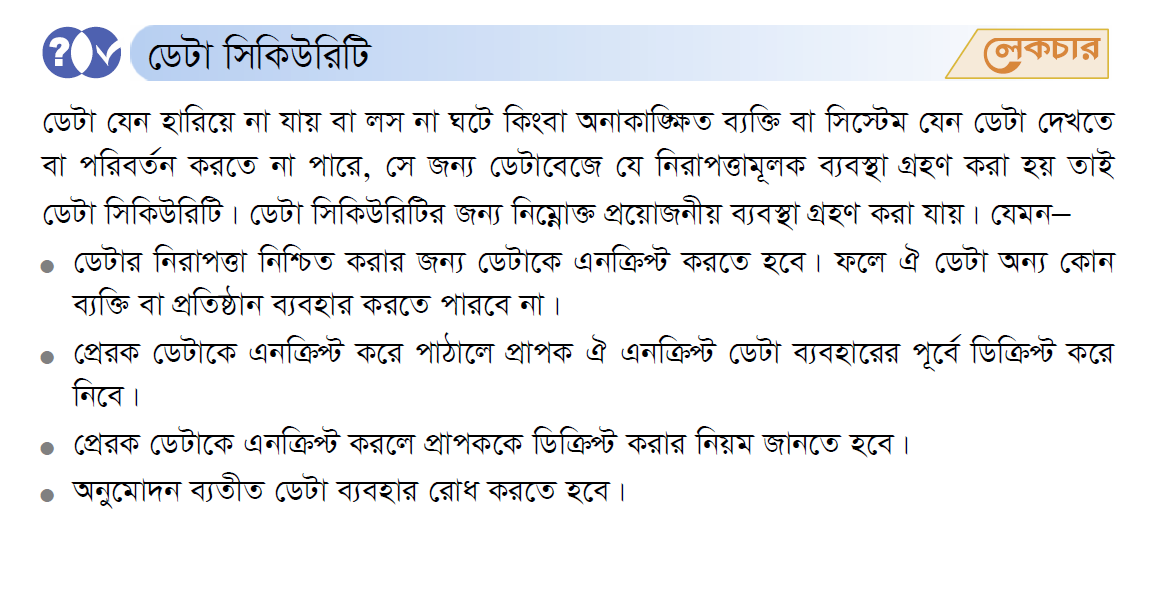 ডেটা সিকিউরিটি
লেকচার
ডেটা যেন হারিয়ে না যায় বা লস না ঘটে কিংবা অনাকাঙ্ক্ষিত ব্যক্তি বা সিস্টেম যেন ডেটা দেখতে
বা পরিবর্তন করতে না পারে, সে জন্য ডেটাবেজে যে নিরাপত্তামূলক ব্যবস্থা গ্রহণ করা হয় তাই
ডেটা সিকিউরিটি। ডেটা সিকিউরিটির জন্য নিম্নোক্ত প্রয়োজনীয় ব্যবস্থা গ্রহণ করা যায়। যেমন–
● ডেটার নিরাপত্তা নিশ্চিত করার জন্য ডেটাকে এনক্রিপ্ট করতে হবে। ফলে ঐ ডেটা অন্য কোন
ব্যক্তি বা প্রতিষ্ঠান ব্যবহার করতে পারবে না।
● প্রেরক ডেটাকে এনক্রিপ্ট করে পাঠালে প্রাপক ঐ এনক্রিপ্ট ডেটা ব্যবহারের পূর্বে ডিক্রিপ্ট করে
নিবে।
● প্রেরক ডেটাকে এনক্রিপ্ট করলে প্রাপককে ডিক্রিপ্ট করার নিয়ম জানতে হবে।
● অনুমোদন ব্যতীত ডেটা ব্যবহার রোধ করতে হবে।